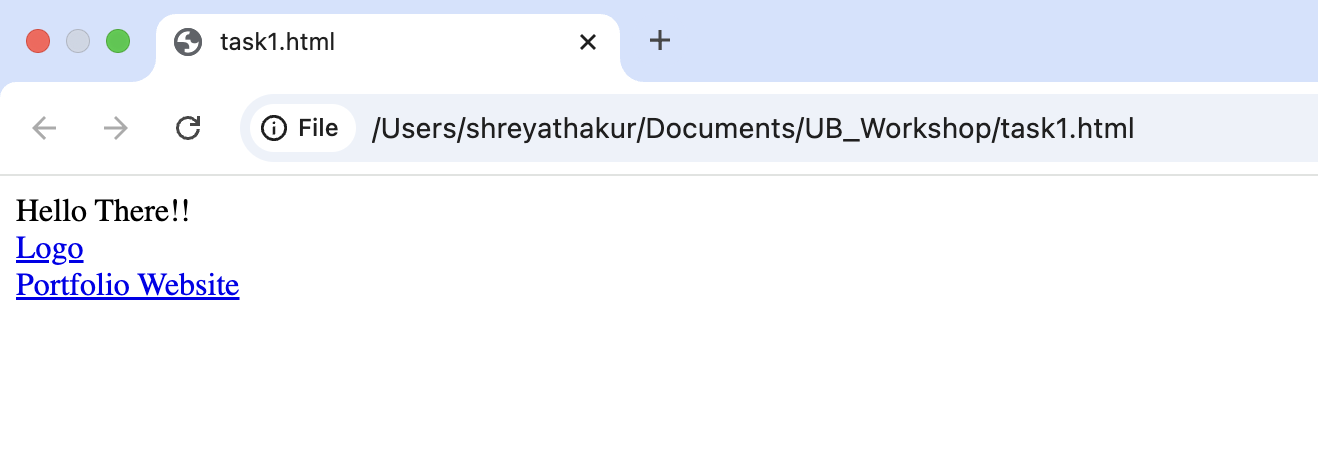 task1.html
File /Users/shreyathakur/Documents/UB_Workshop/task1.html
Hello There!!
Logo
Portfolio Website